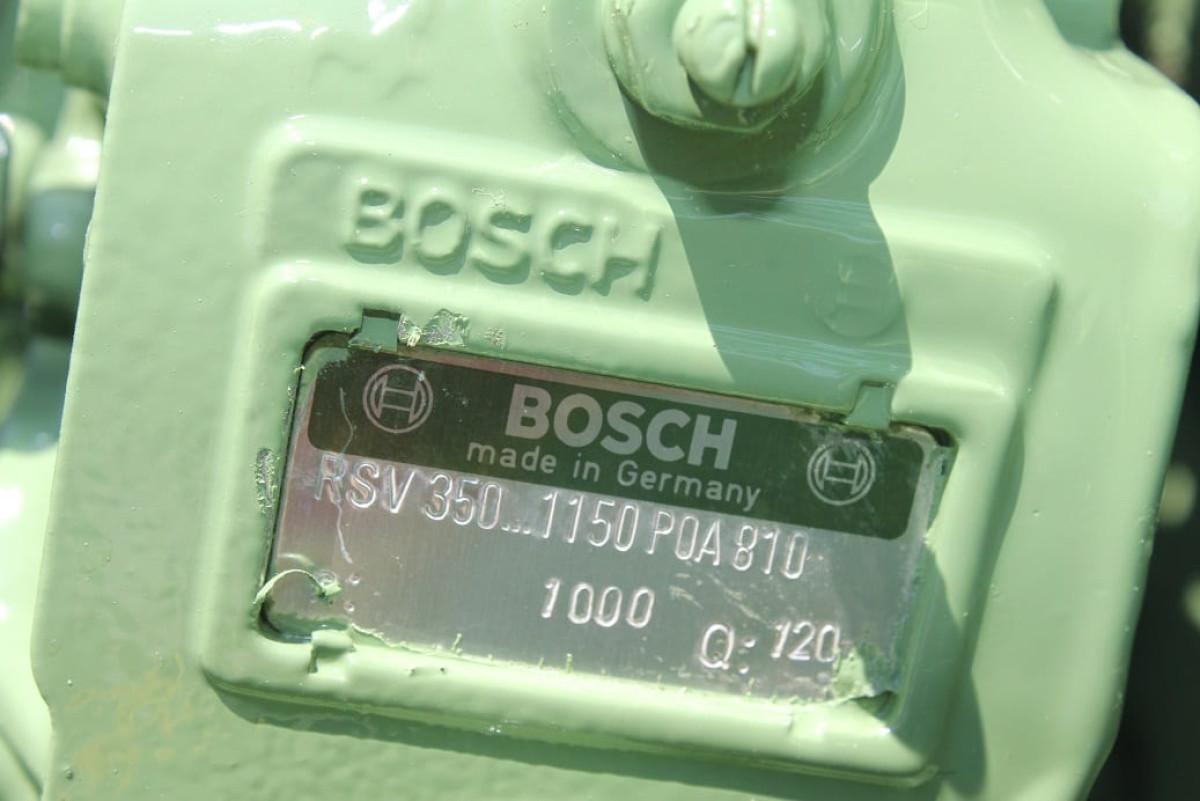 BOSCH
BOSCH
made in Germany
RSV 350...1150 P0A 810
1000
Q: 120